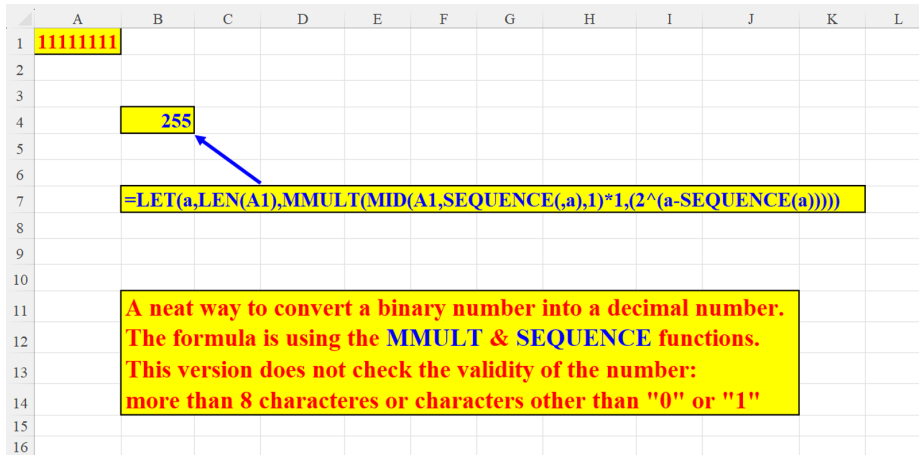 A B C D E F G H I J K L
1 11111111
2
3
4 255
5
6
7 =LET(a,LEN(A1),MMULT(MID(A1,SEQUENCE(,a),1)*1,(2^(a-SEQUENCE(a)))))
8
9
10
11 A neat way to convert a binary number into a decimal number.
12 The formula is using the MMULT & SEQUENCE functions.
13 This version does not check the validity of the number:
14 more than 8 characteres or characters other than "0" or "1"
15
16